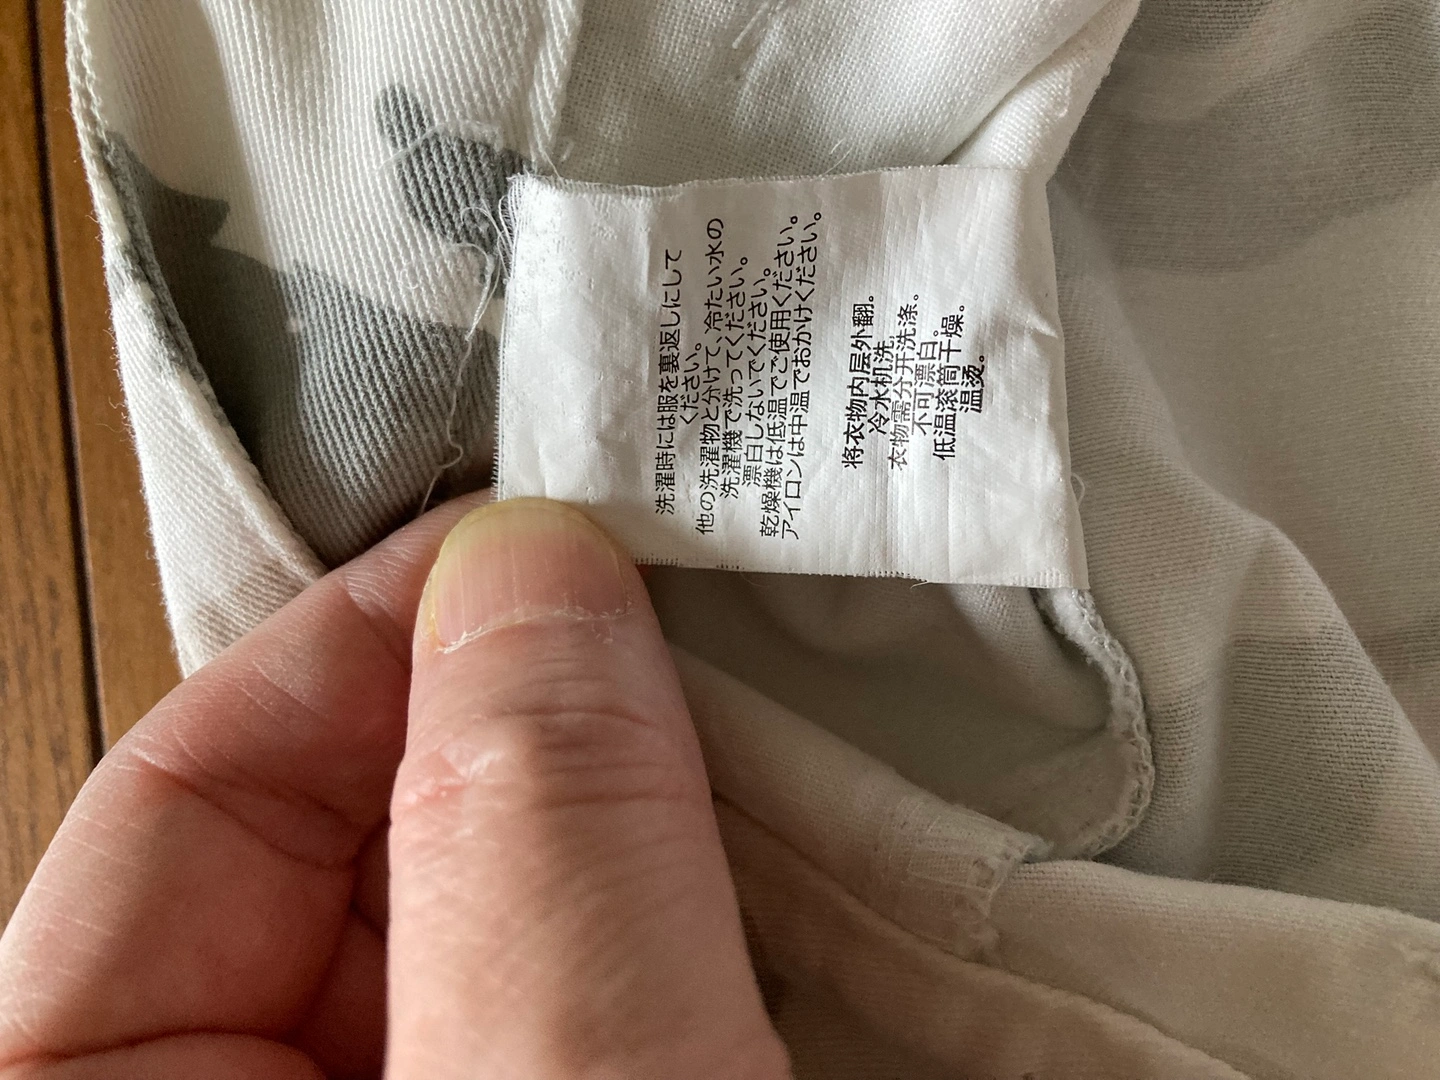 洗濯時には服を裏返しにして
ください。
他の洗濯物と分けて、冷たい水の
洗濯機で洗ってください。
漂白しないでください。
乾燥機は低温でご使用ください。
アイロンは中温でおかけください。
将衣物内层外翻。
冷水机洗
衣物需分开洗涤。
不可漂白。
低温滚筒干燥。
温烫。